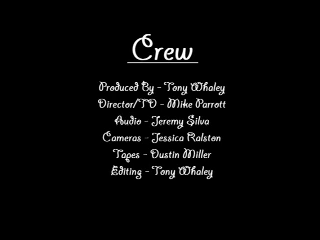 Crew
Produced By - Tony Whaley
Director/TD - Mike Parrott
Audio - Jeremy Silva
Cameras - Jessica Ralston
Tapes - Dustin Miller
Editing - Tony Whaley